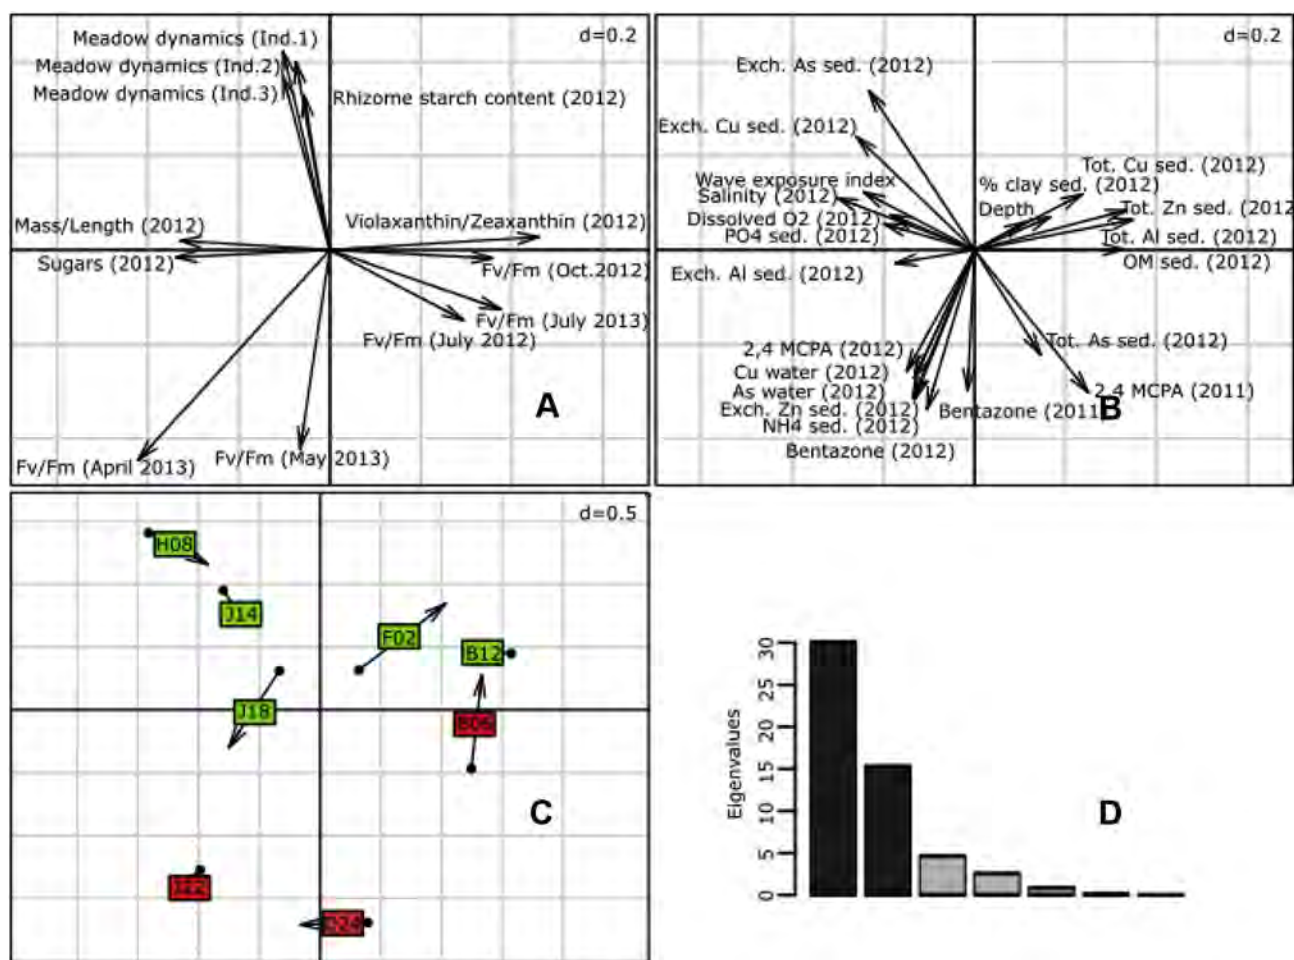 Meadow dynamics (Ind.1)
d=0.2
Meadow dynamics (Ind.2)
Meadow dynamics (Ind.3)
Rhizome starch content (2012)
Mass/Length (2012)
Violaxanthin/Zeaxanthin (2012)
Sugars (2012)
Fv/Fm (Oct.2012)
Fv/Fm (July 2013)
Fv/Fm (July 2012)
A
Fv/Fm (April 2013)
Fv/Fm (May 2013)
d=0.2
Exch. As sed. (2012)
Exch. Cu sed. (2012)
Tot. Cu sed. (2012)
Wave exposure index
% clay sed. (2012)
Salinity (2012)
Depth
Tot. Zn sed. (2012
Dissolved O2 (2012)
PO4 sed. (2012)
Tot. Al sed. (2012)
Exch. Al sed. (2012)
OM sed. (2012)
2,4 MCPA (2012)
Tot. As sed. (2012)
Cu water (2012)
As water (2012)
2,4 MCPA (2011)
Exch. Zn sed. (2012)
Bentazone (2011)
B
NH4 sed. (2012)
Bentazone (2012)
d=0.5
H08
J14
F02
B12
J18
C
Eigenvalues
30
25
20
15
10
5
0
D